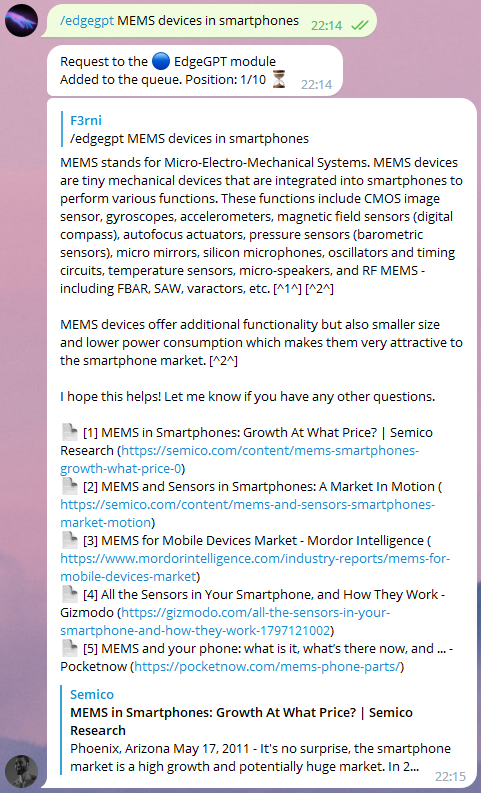 /edgegpt MEMS devices in smartphones 22:14
Request to the EdgeGPT module
Added to the queue. Position: 1/10
22:14
F3rni
/edgegpt MEMS devices in smartphones
MEMS stands for Micro-Electro-Mechanical Systems. MEMS devices
are tiny mechanical devices that are integrated into smartphones to
perform various functions. These functions include CMOS image
sensor, gyroscopes, accelerometers, magnetic field sensors (digital
compass), autofocus actuators, pressure sensors (barometric
sensors), micro mirrors, silicon microphones, oscillators and timing
circuits, temperature sensors, micro-speakers, and RF MEMS -
including FBAR, SAW, varactors, etc. [^1^] [^2^]
MEMS devices offer additional functionality but also smaller size
and lower power consumption which makes them very attractive to
the smartphone market. [^2^]
I hope this helps! Let me know if you have any other questions.
[1] MEMS in Smartphones: Growth At What Price? | Semico
Research (https://semico.com/content/mems-smartphones-
growth-what-price-0)
[2] MEMS and Sensors in Smartphones: A Market In Motion (
https://semico.com/content/mems-and-sensors-smartphones-
market-motion)
[3] MEMS for Mobile Devices Market - Mordor Intelligence (
https://www.mordorintelligence.com/industry-reports/mems-for-
mobile-devices-market)
[4] All the Sensors in Your Smartphone, and How They Work -
Gizmodo (https://gizmodo.com/all-the-sensors-in-your-
smartphone-and-how-they-work-1797121002)
[5] MEMS and your phone: what is it, what’s there now, and ... -
Pocketnow (https://pocketnow.com/mems-phone-parts/)
Semico
MEMS in Smartphones: Growth At What Price? | Semico
Research
Phoenix, Arizona May 17, 2011 - It's no surprise, the smartphone
market is a high growth and potentially huge market. In 2...
22:15